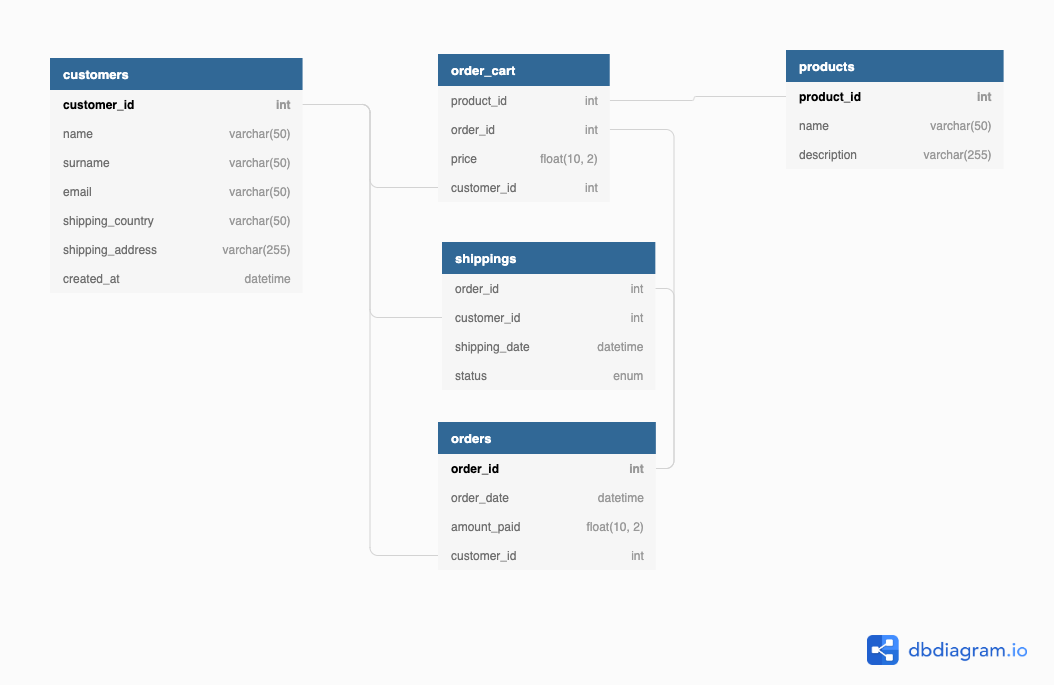 customers
customer_id int
name varchar(50)
surname varchar(50)
email varchar(50)
shipping_country varchar(50)
shipping_address varchar(255)
created_at datetime
order_cart
product_id int
order_id int
price float(10, 2)
customer_id int
products
product_id int
name varchar(50)
description varchar(255)
shippings
order_id int
customer_id int
shipping_date datetime
status enum
orders
order_id int
order_date datetime
amount_paid float(10, 2)
customer_id int
dbdiagram.io